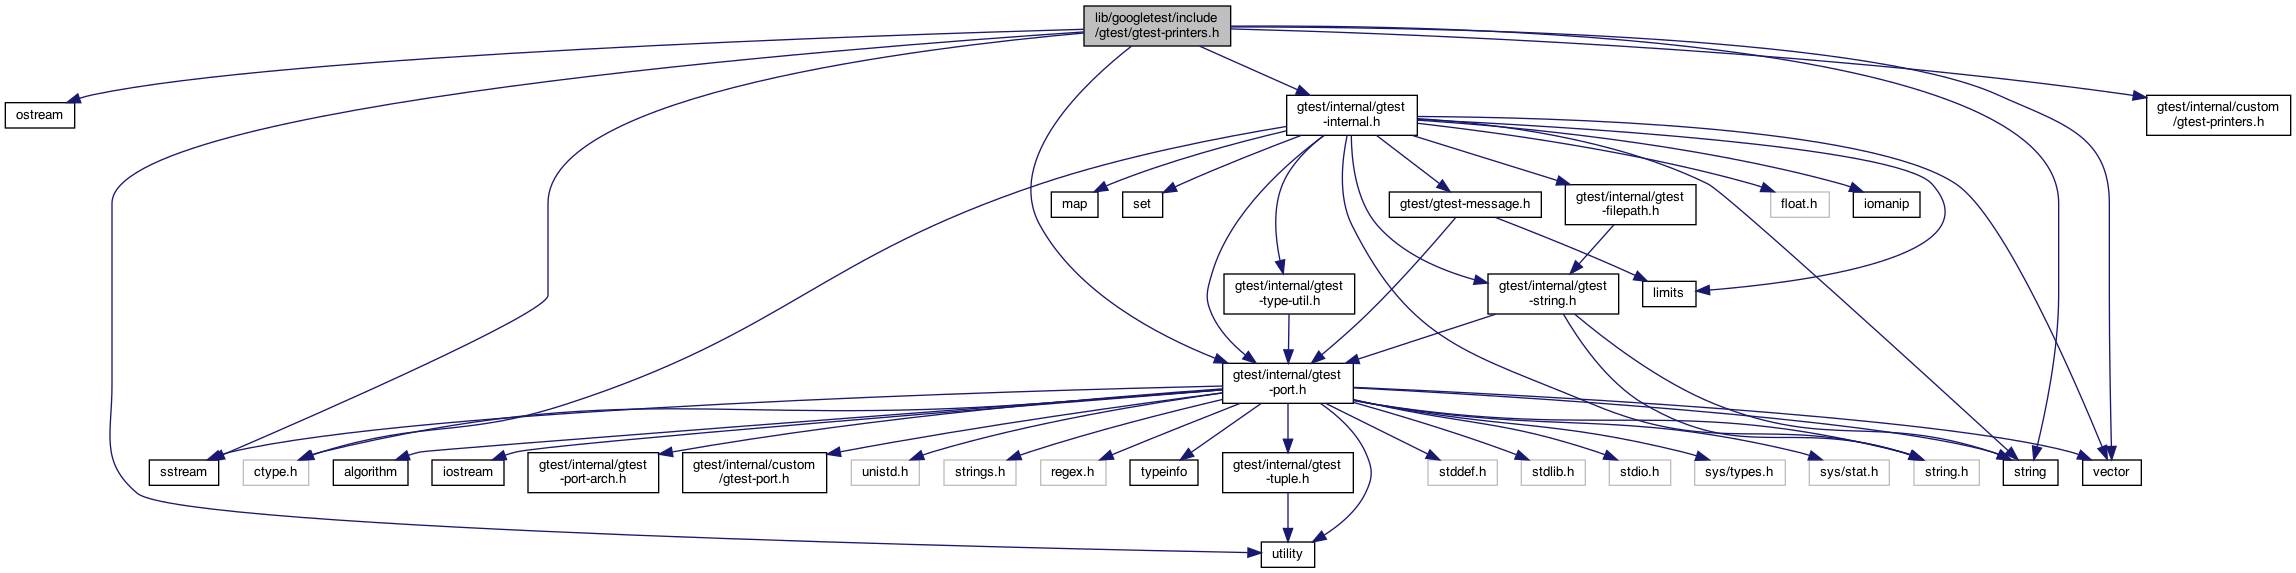 lib/googletest/include
/gtest/gtest-printers.h
ostream
gtest/internal/gtest
-internal.h
gtest/internal/custom
/gtest-printers.h
map
set
gtest/gtest-message.h
gtest/internal/gtest
-filepath.h
float.h
iomanip
gtest/internal/gtest
-type-util.h
gtest/internal/gtest
-string.h
limits
gtest/internal/gtest
-port.h
sstream
ctype.h
algorithm
iostream
gtest/internal/gtest
-port-arch.h
gtest/internal/custom
/gtest-port.h
unistd.h
strings.h
regex.h
typeinfo
gtest/internal/gtest
-tuple.h
stddef.h
stdlib.h
stdio.h
sys/types.h
sys/stat.h
string.h
string
vector
utility